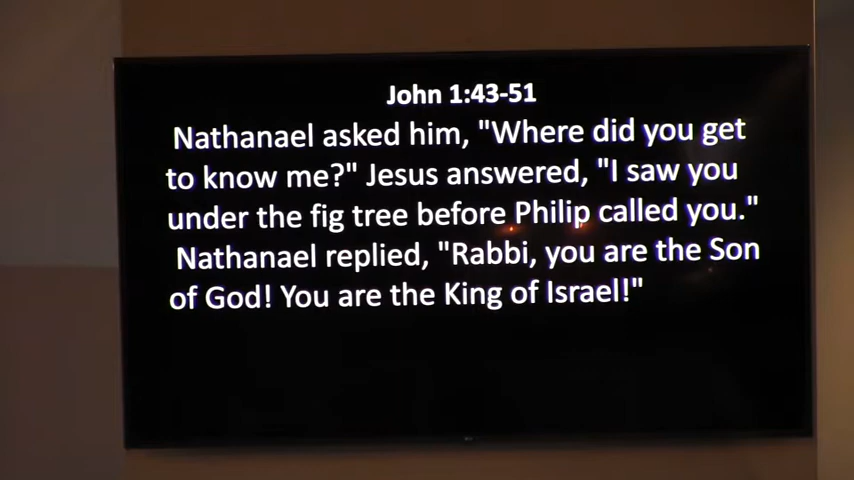 John 1:43-51
Nathanael asked him, "Where did you get
to know me?" Jesus answered, "I saw you
under the fig tree before Philip called you."
Nathanael replied, "Rabbi, you are the Son
of God! You are the King of Israel!"